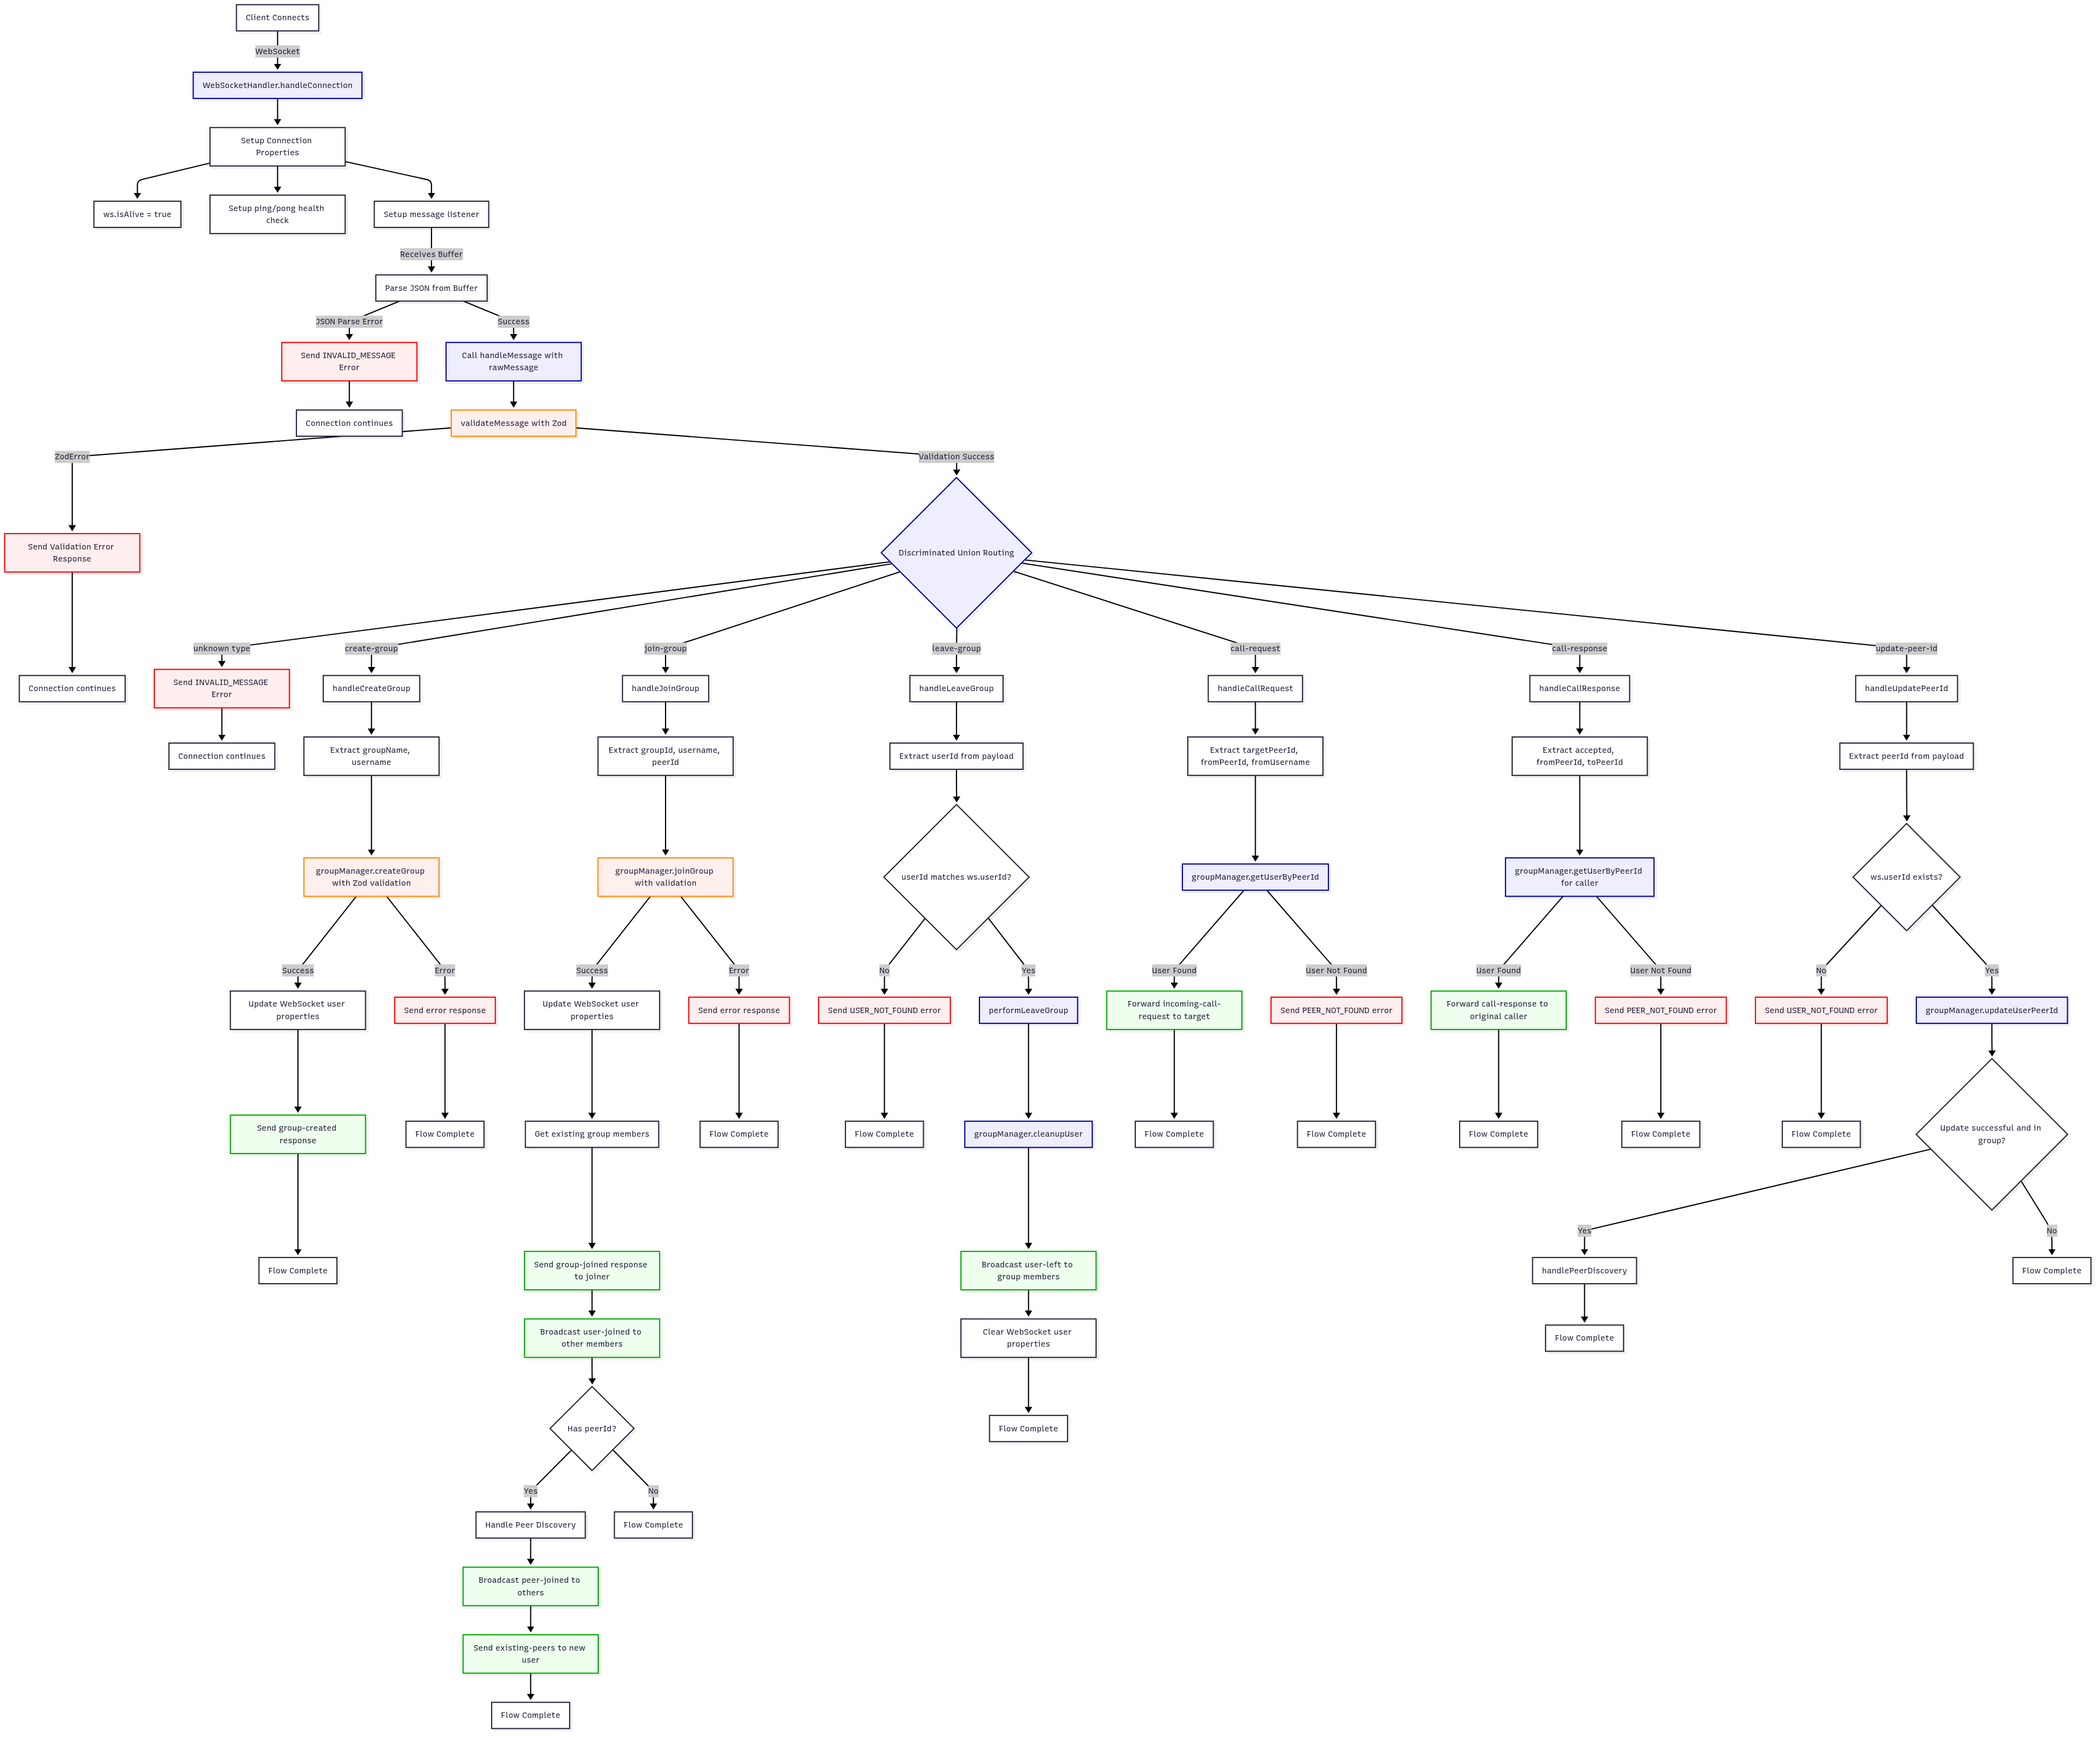 Client Connects
WebSocket
WebSocketHandler.handleConnection
Setup Connection
Properties
ws.isAlive = true
Setup ping/pong health
check
Setup message listener
Receives Buffer
Parse JSON from Buffer
JSON Parse Error
Success
Send INVALID_MESSAGE
Error
Call handleMessage with
rawMessage
Connection continues
validateMessage with Zod
ZodError
Validation Success
Send Validation Error
Response
Discriminated Union Routing
unknown type
create-group
join-group
leave-group
call-request
call-response
update-peer-id
Connection continues
Send INVALID_MESSAGE
Error
handleCreateGroup
handleJoinGroup
handleLeaveGroup
handleCallRequest
handleCallResponse
handleUpdatePeerId
Connection continues
Extract groupName,
username
Extract groupId, username,
peerId
Extract userId from payload
Extract targetPeerId,
fromPeerId, fromUsername
Extract accepted,
fromPeerId, toPeerId
Extract peerId from payload
groupManager.createGroup
with Zod validation
groupManager.joinGroup
with validation
userId matches ws.userId?
groupManager.getUserByPeerId
groupManager.getUserByPeerId
for caller
ws.userId exists?
Success
Error
Success
Error
No
Yes
User Found
User Not Found
User Found
User Not Found
No
Yes
Update WebSocket user
properties
Send error response
Update WebSocket user
properties
Send error response
Send USER_NOT_FOUND error
performLeaveGroup
Forward incoming-call-
request to target
Send PEER_NOT_FOUND error
Forward call-response to
original caller
Send PEER_NOT_FOUND error
Send USER_NOT_FOUND error
groupManager.updateUserPeerId
Send group-created
response
Flow Complete
Get existing group members
Flow Complete
Flow Complete
groupManager.cleanupUser
Flow Complete
Flow Complete
Flow Complete
Flow Complete
Flow Complete
Update successful and in
group?
Yes
No
Flow Complete
Send group-joined response
to joiner
Broadcast user-left to
group members
handlePeerDiscovery
Flow Complete
Broadcast user-joined to
other members
Clear WebSocket user
properties
Flow Complete
Has peerId?
Flow Complete
Yes
No
Handle Peer Discovery
Flow Complete
Broadcast peer-joined to
others
Send existing-peers to new
user
Flow Complete